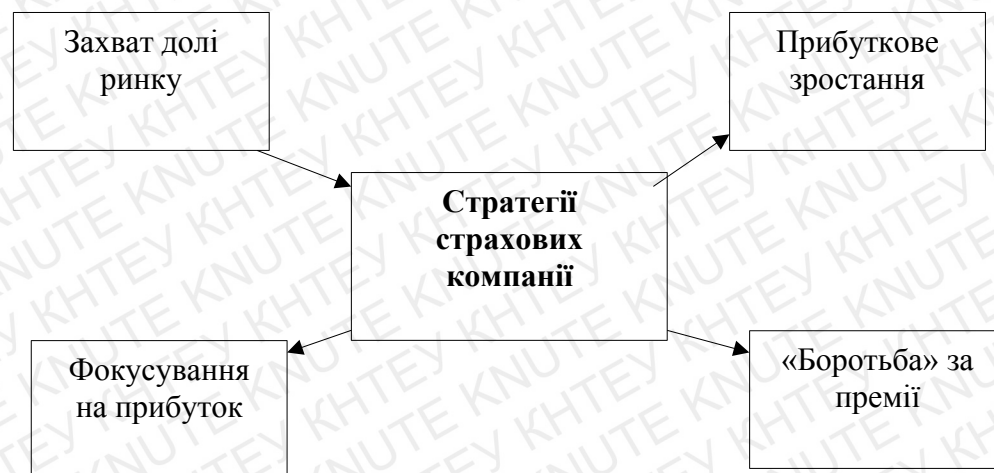 Захват долі
ринку
Прибуткове
зростання
Стратегії
страхових
компанії
Фокусування
на прибуток
«Боротьба» за
премії